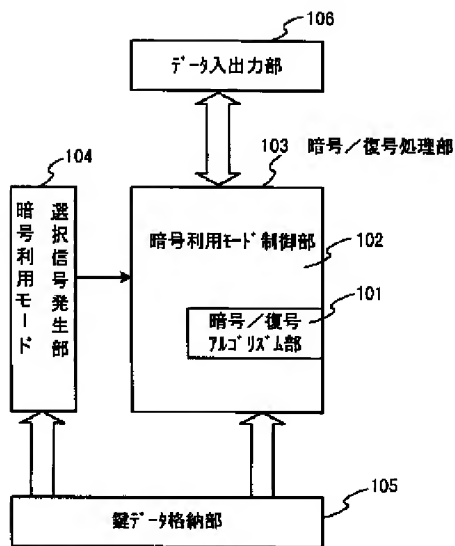 106
データ入出力部
103 暗号/復号処理部
104
暗号利用モード
選択信号発生部
暗号利用モード制御部
102
101
暗号/復号
アルゴリズム部
105
鍵データ格納部